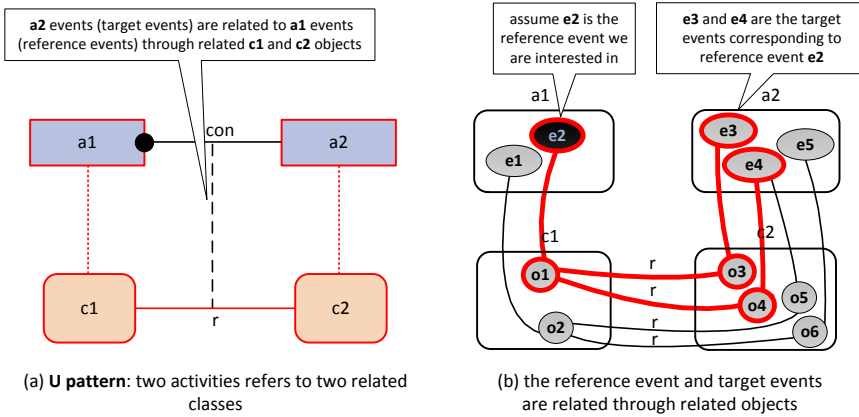 a2 events (target events) are related to a1 events
(reference events) through related c1 and c2 objects
a1
con
a2
c1
r
c2
(a) U pattern: two activities refers to two related
classes
assume e2 is the
reference event we
are interested in
e3 and e4 are the target
events corresponding to
reference event e2
a1
a2
e1
e2
e3
e4
e5
c1
c2
o1
o2
r
r
r
r
o3
o4
o5
o6
(b) the reference event and target events
are related through related objects